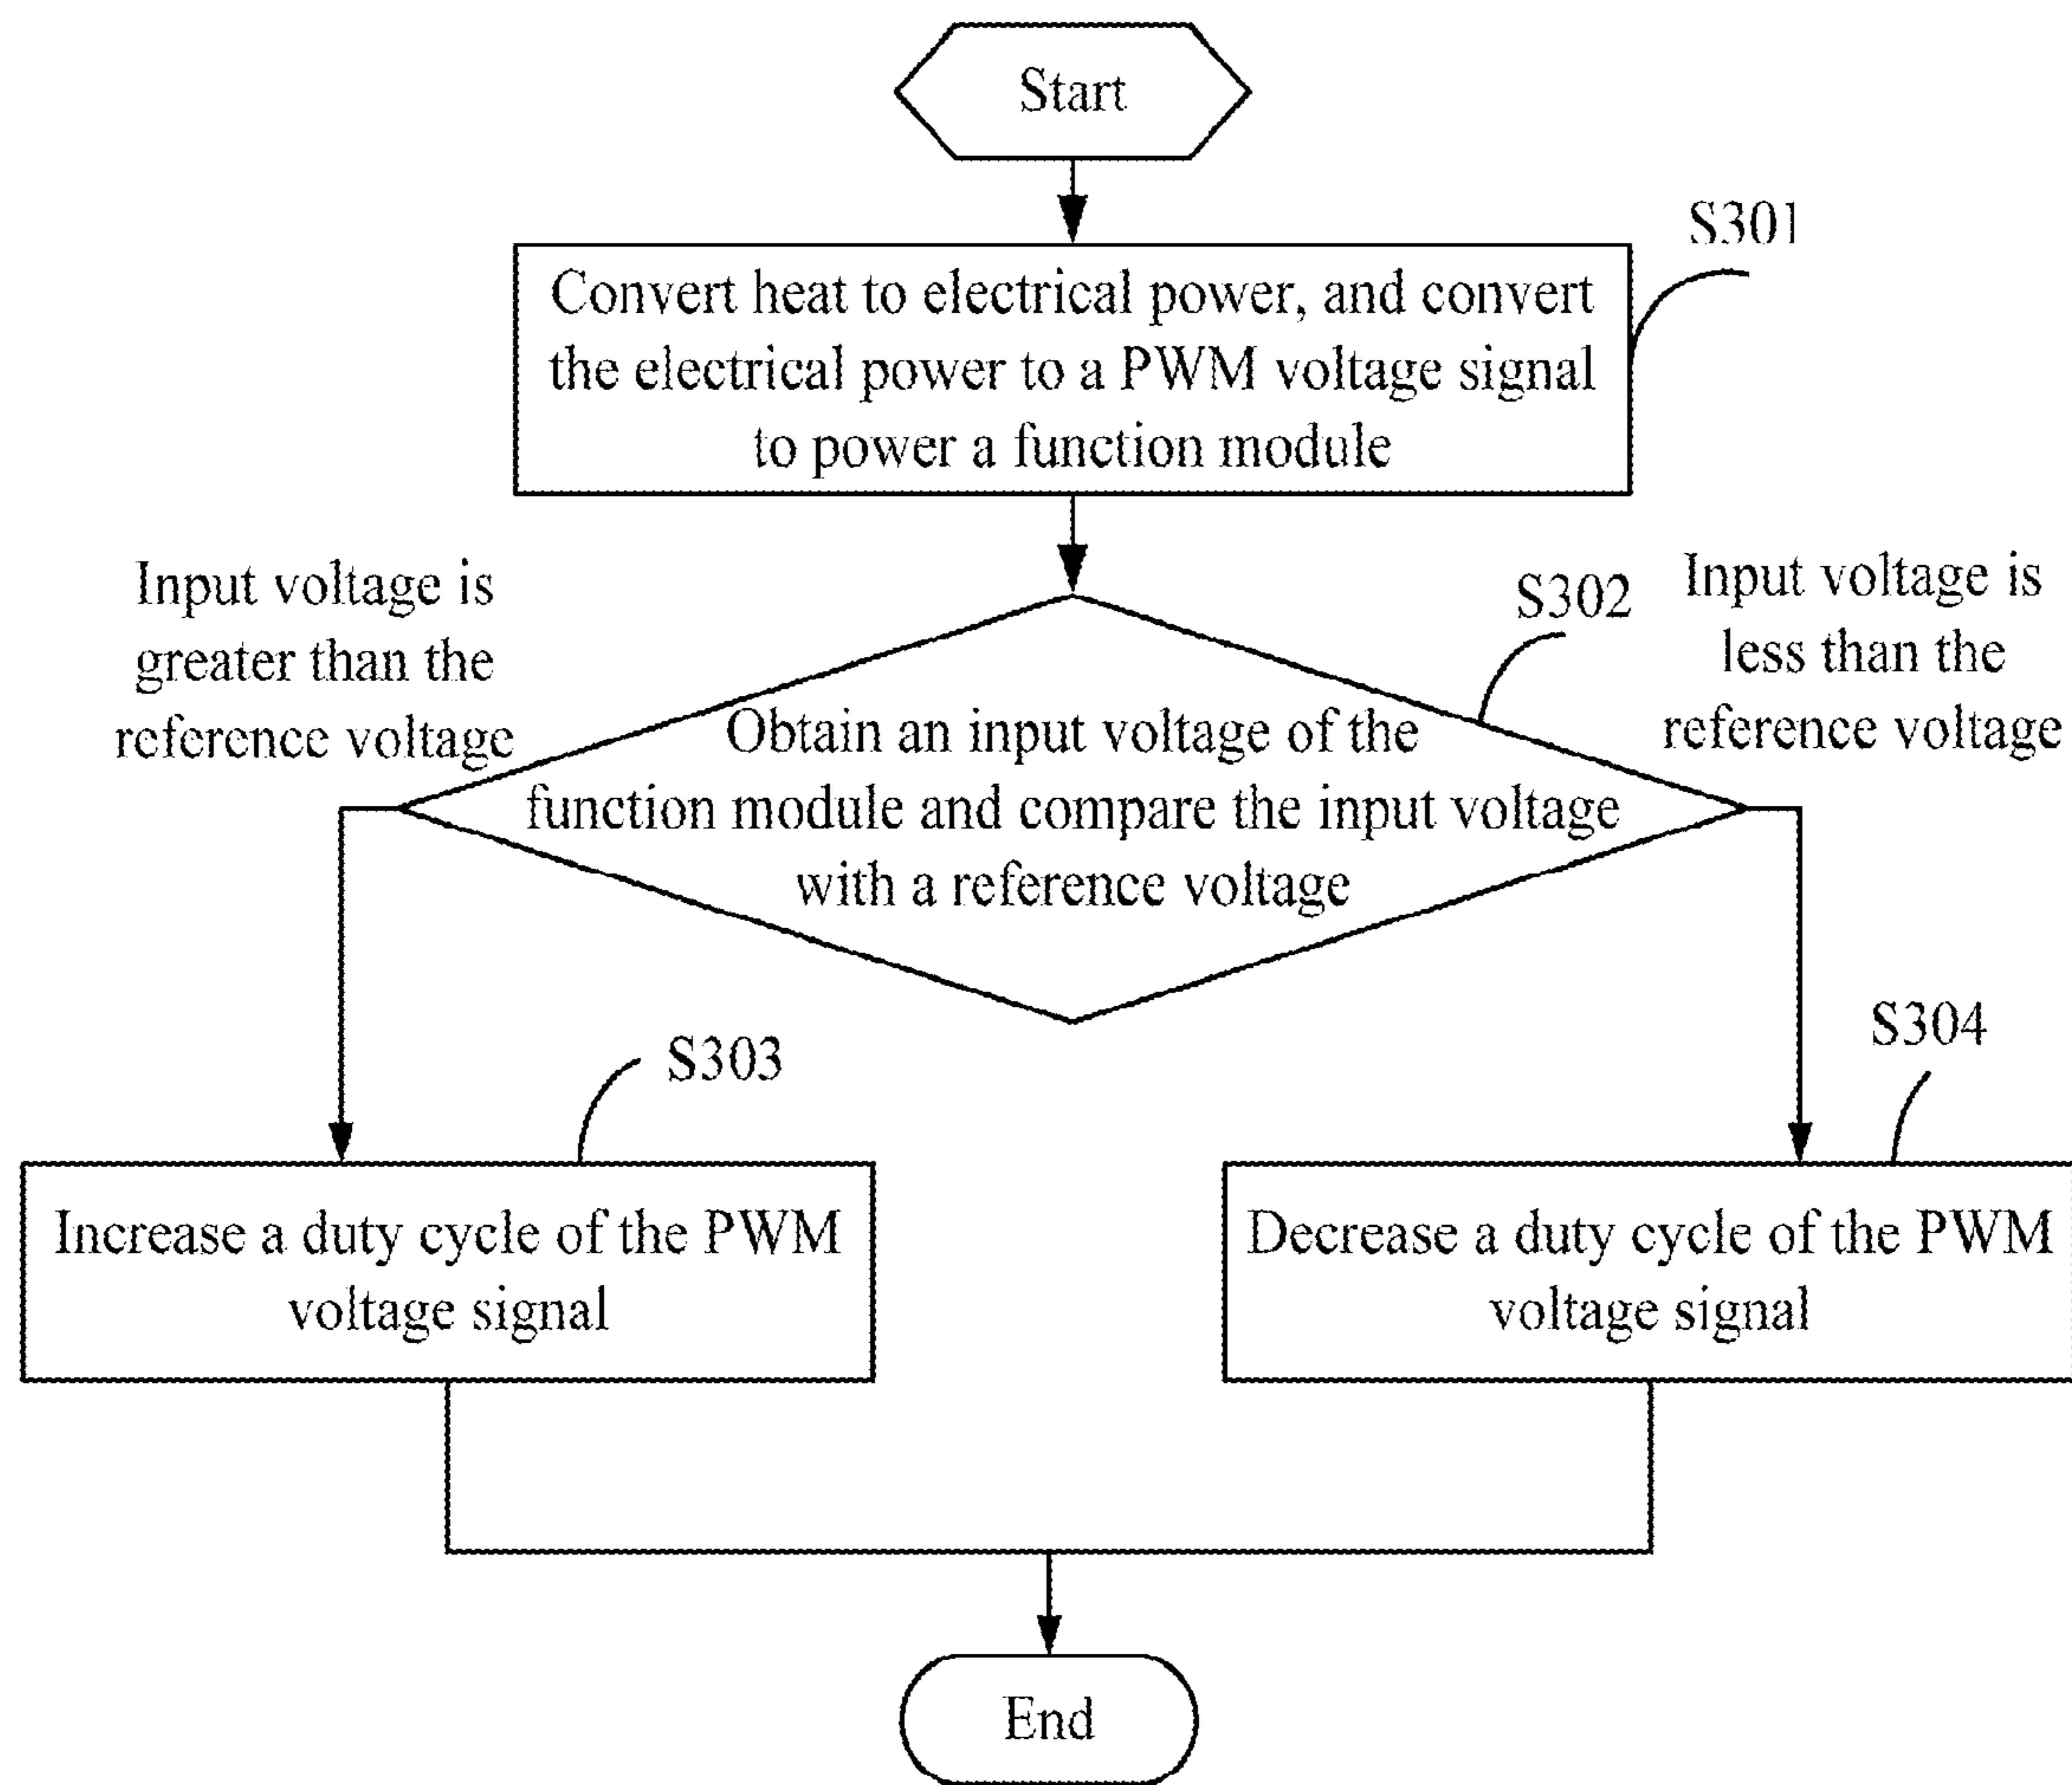 Start
S301
Convert heat to electrical power, and convert
the electrical power to a PWM voltage signal
to power a function module
Input voltage is
greater than the
reference voltage
S302
Input voltage is
less than the
reference voltage
Obtain an input voltage of the
function module and compare the input voltage
with a reference voltage
S303
S304
Increase a duty cycle of the PWM
voltage signal
Decrease a duty cycle of the PWM
voltage signal
End